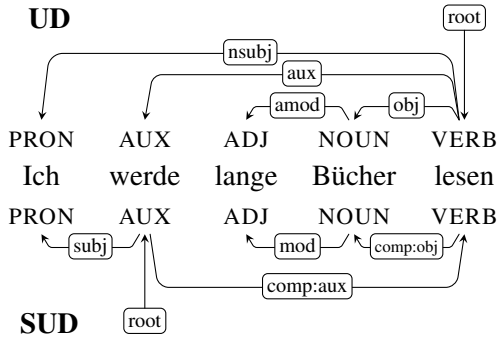 UD
root
nsubj
aux
amod obj
PRON AUX ADJ NOUN VERB
Ich werde lange Bücher lesen
PRON AUX ADJ NOUN VERB
subj mod comp:obj
comp:aux
SUD root